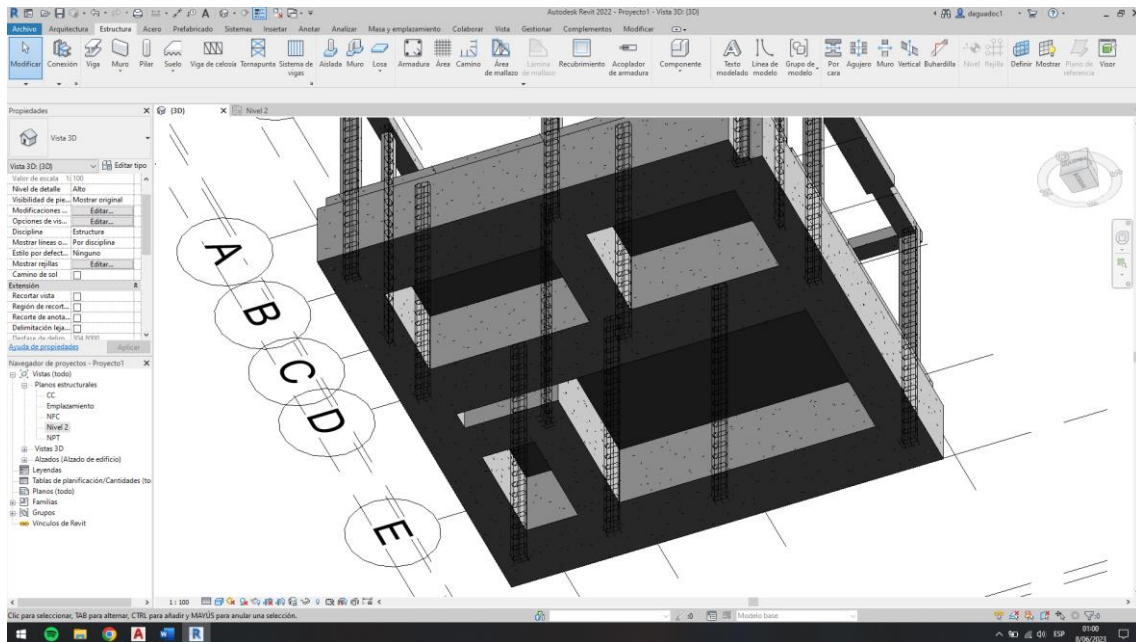 Autodesk Revit 2022 - Proyecto1 - Vista 3D: {3D}
deguedoc1
Archivo Arquitectura Estructura Acero Prefabricado Sistemas Insertar Anotar Analizar Masa y emplazamiento Colaborar Vista Gestionar Complementos Modificar
Modificar Conexión Viga Muro Pilar Suelo Viga de celosía Tornapunta Sistema de vigas Aislada Muro Losa Armadura Área Camino Área de mallazo Lámina de mallazo Recubrimiento Acoplador de armadura Componente Texto modelado Línea de modelo Grupo de modelo Por cara Agujero Muro Vertical Buhardilla Nivel Rejilla Definir Mostrar Plano de referencia Visor
Propiedades
{3D}
Nivel 2
Vista 3D
Vista 3D: {3D}
Editar tipo
Valor de escala 1: 100
Nivel de detalle Alto
Visibilidad de pie... Mostrar original
Modificaciones ... Editar...
Opciones de vis... Editar...
Disciplina Estructura
Mostrar líneas o... Por disciplina
Estilo por defect... Ninguno
Mostrar rejillas Editar...
Camino de sol
Extensión
Recortar vista
Región de recort...
Recorte de anota...
Delimitación leja...
Desfase de delim... 304.8000
Ayuda de propiedades Aplicar
Navegador de proyectos - Proyecto1
Vistas (todo)
Planos estructurales
CC
Emplazamiento
NFC
Nivel 2
NPT
Vistas 3D
Alzados (Alzado de edificio)
Leyendas
Tablas de planificación/Cantidades (to
Planos (todo)
Familias
Grupos
Vínculos de Revit
A
B
C
D
E
1 : 100
Clic para seleccionar, TAB para alternar, CTRL para añadir y MAYÚS para anular una selección.
:0
Modelo base
:0
ESP
01:00
8/06/2023